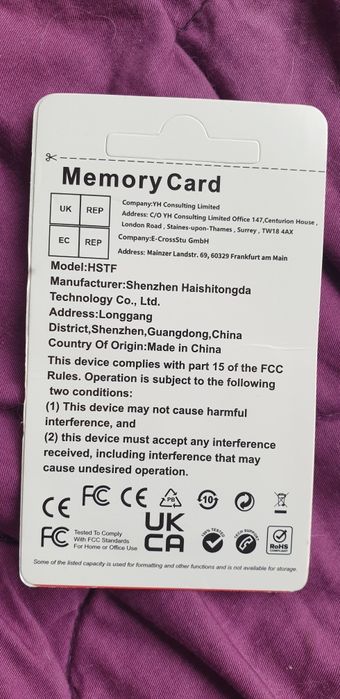 Memory Card
UK REP
Company:YH Consulting Limited
Address: C/O YH Consulting Limited Office 147,Centurion House ,
London Road , Staines-upon-Thames , Surrey , TW18 4AX
EC REP
Company:E-CrossStu GmbH
Address: Mainzer Landstr. 69, 60329 Frankfurt am Main
Model:HSTF
Manufacturer:Shenzhen Haishitongda
Technology Co., Ltd.
Address:Longgang
District,Shenzhen,Guangdong,China
Country Of Origin:Made in China
This device complies with part 15 of the FCC
Rules. Operation is subject to the following
two conditions:
(1) This device may not cause harmful
interference, and
(2) this device must accept any interference
received, including interference that may
cause undesired operation.
CE FC CE PB 10
FC Tested To Comply
With FCC Standards
For Home or Office Use
UK
CA
100% TESTED
TECH SUPPORT
RoHS
COMPLIANT
Some of the listed capacity is used for formatting and other functions and is not available for storage.